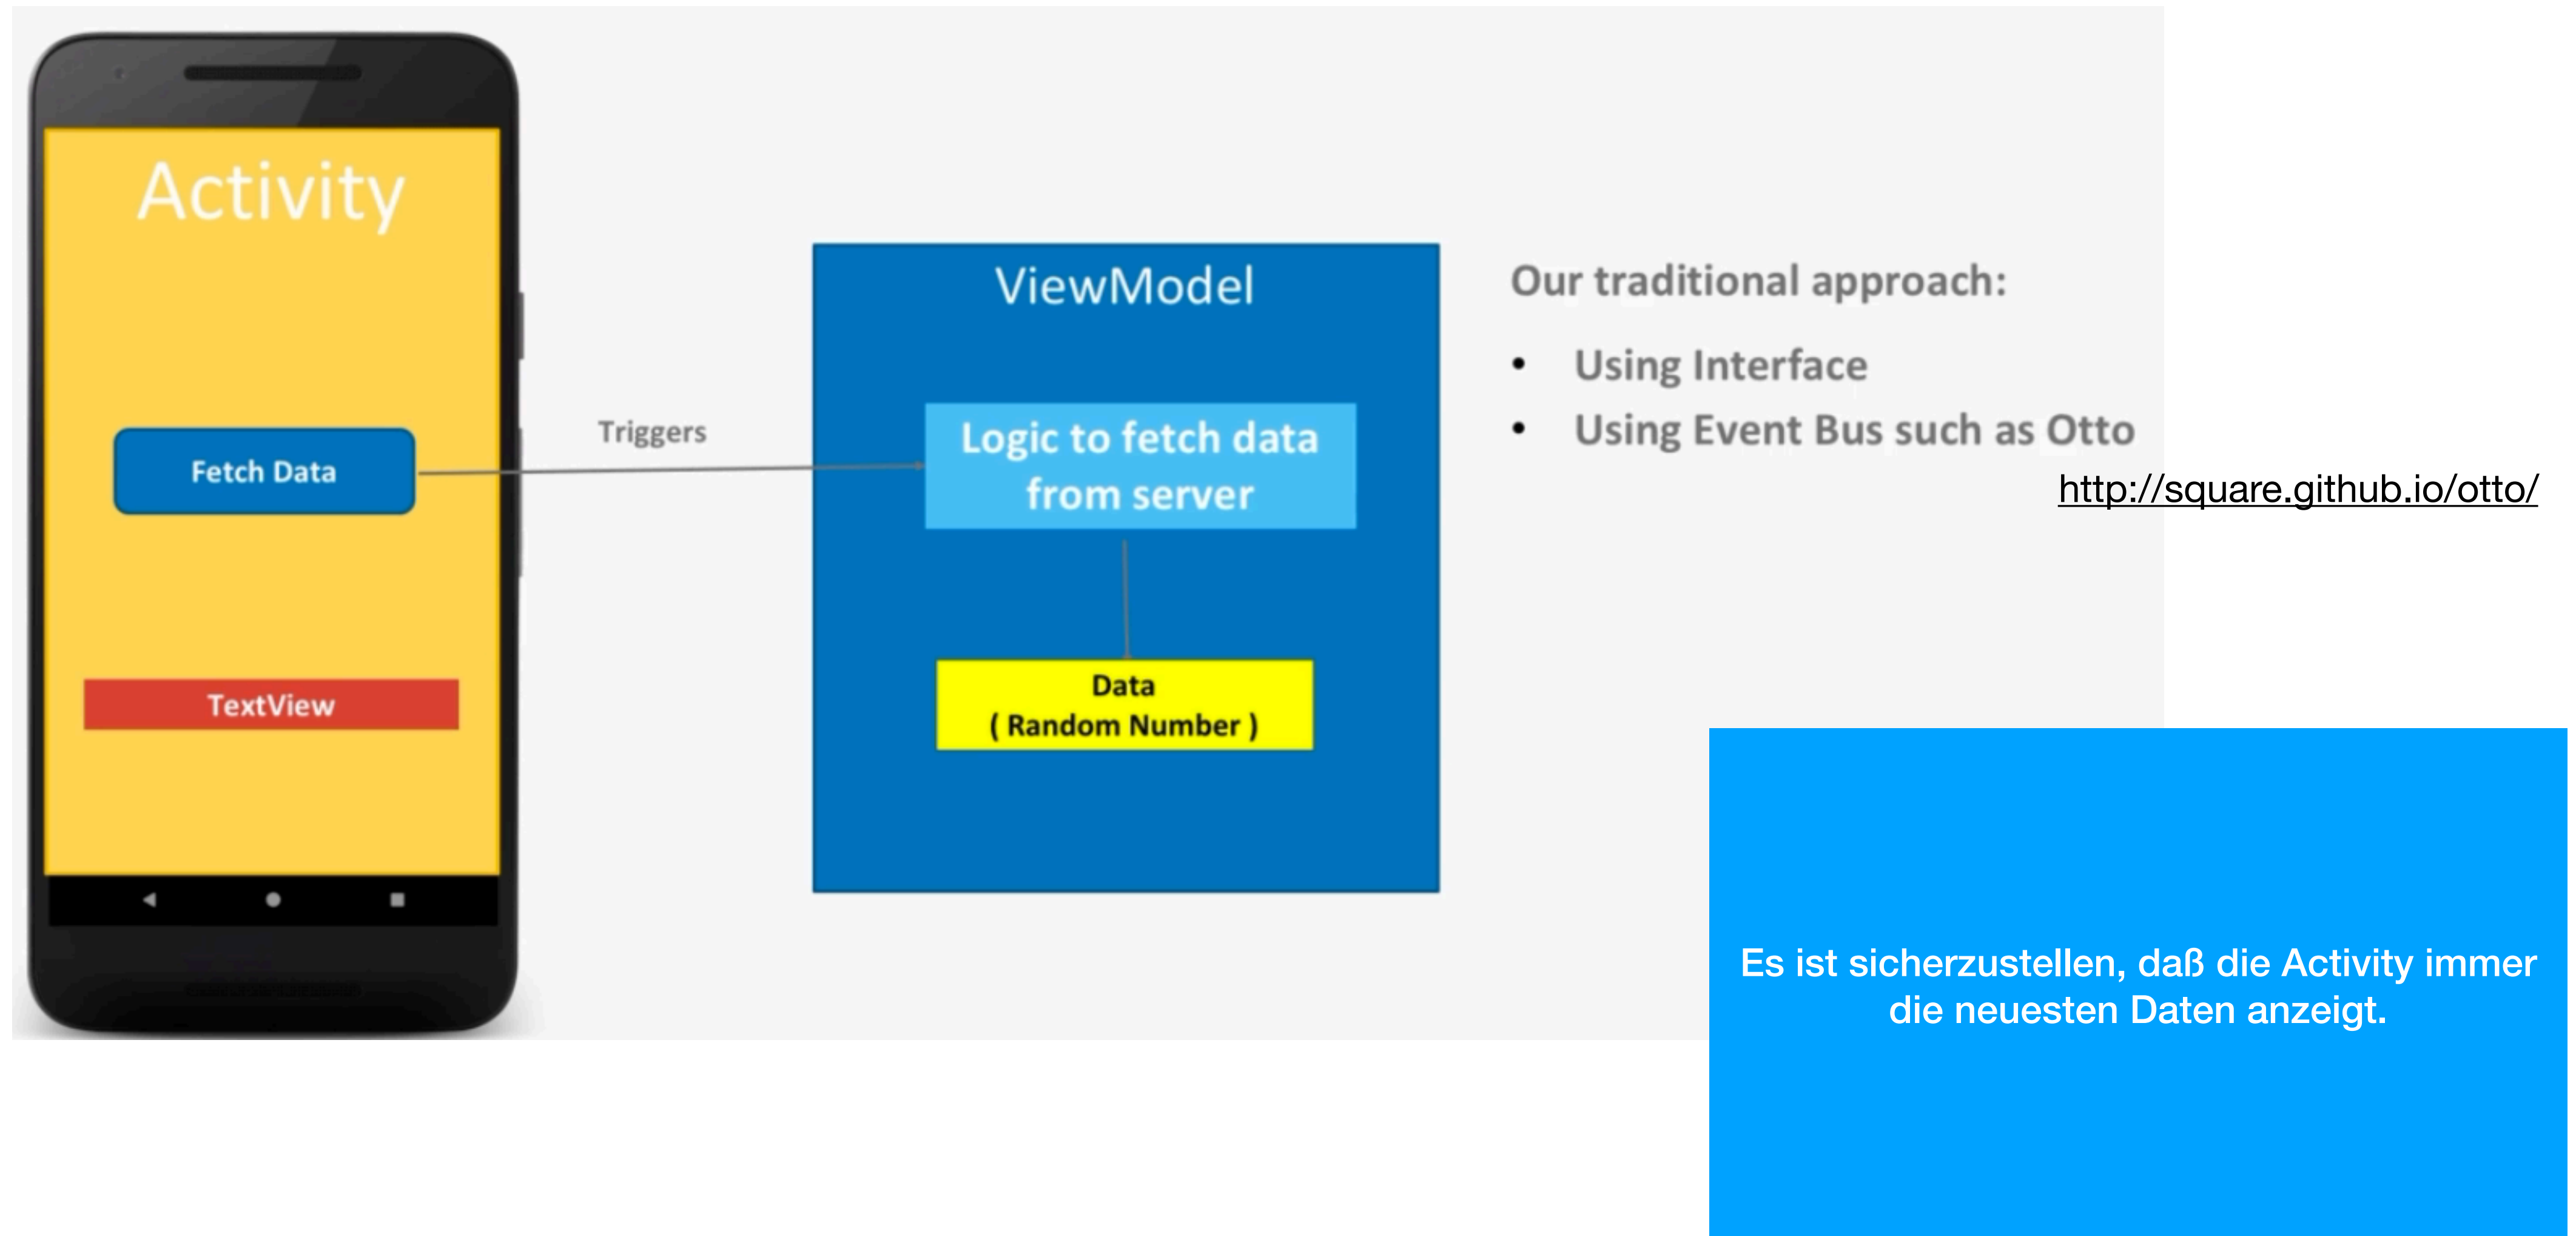 Activity
Fetch Data
TextView
Triggers
ViewModel
Logic to fetch data
from server
Data
( Random Number )
Our traditional approach:
• Using Interface
• Using Event Bus such as Otto
http://square.github.io/otto/
Es ist sicherzustellen, daß die Activity immer
die neuesten Daten anzeigt.